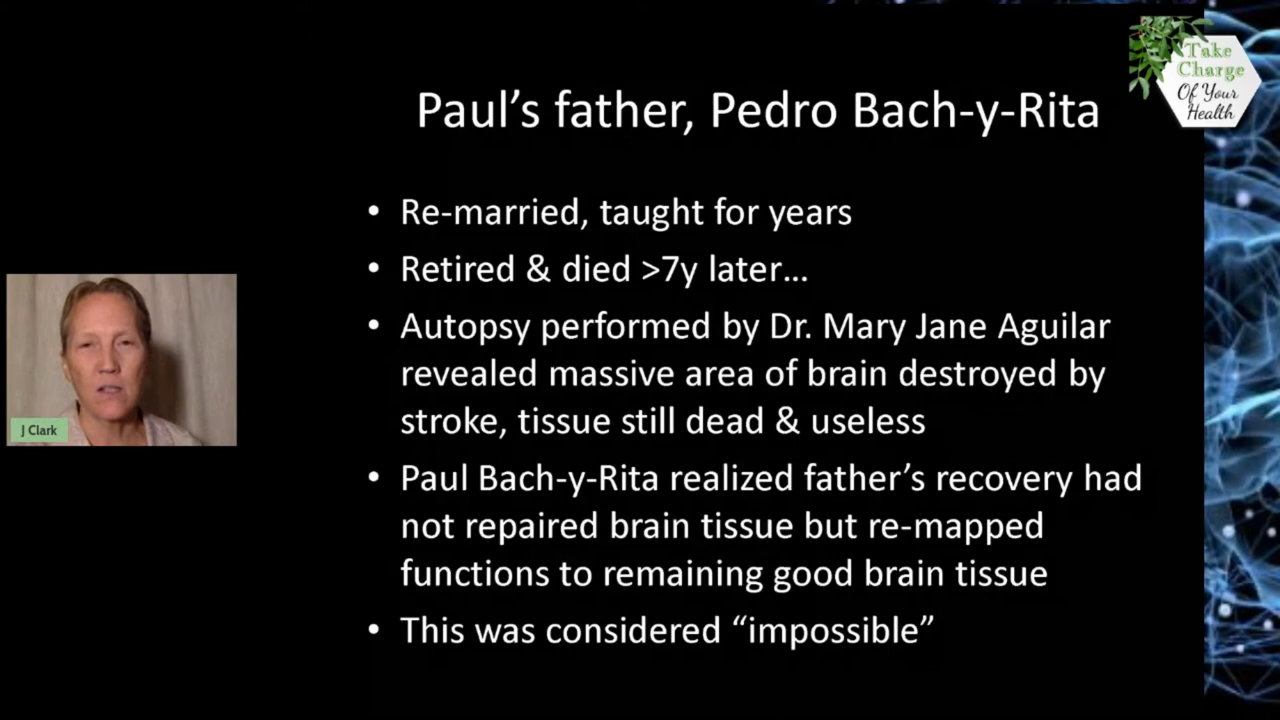 Take
Charge
Of Your
Health
Paul’s father, Pedro Bach-y-Rita
• Re-married, taught for years
• Retired & died >7y later…
• Autopsy performed by Dr. Mary Jane Aguilar
revealed massive area of brain destroyed by
stroke, tissue still dead & useless
• Paul Bach-y-Rita realized father’s recovery had
not repaired brain tissue but re-mapped
functions to remaining good brain tissue
• This was considered “impossible”
J Clark